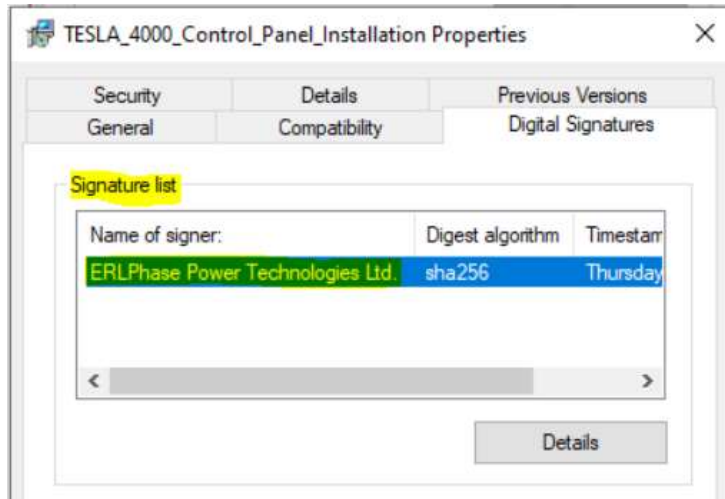 TESLA_4000_Control_Panel_Installation Properties
Security Details Previous Versions
General Compatibility Digital Signatures
Signature list
Name of signer: Digest algorithm Timestam
ERLPhase Power Technologies Ltd. sha256 Thursday
Details